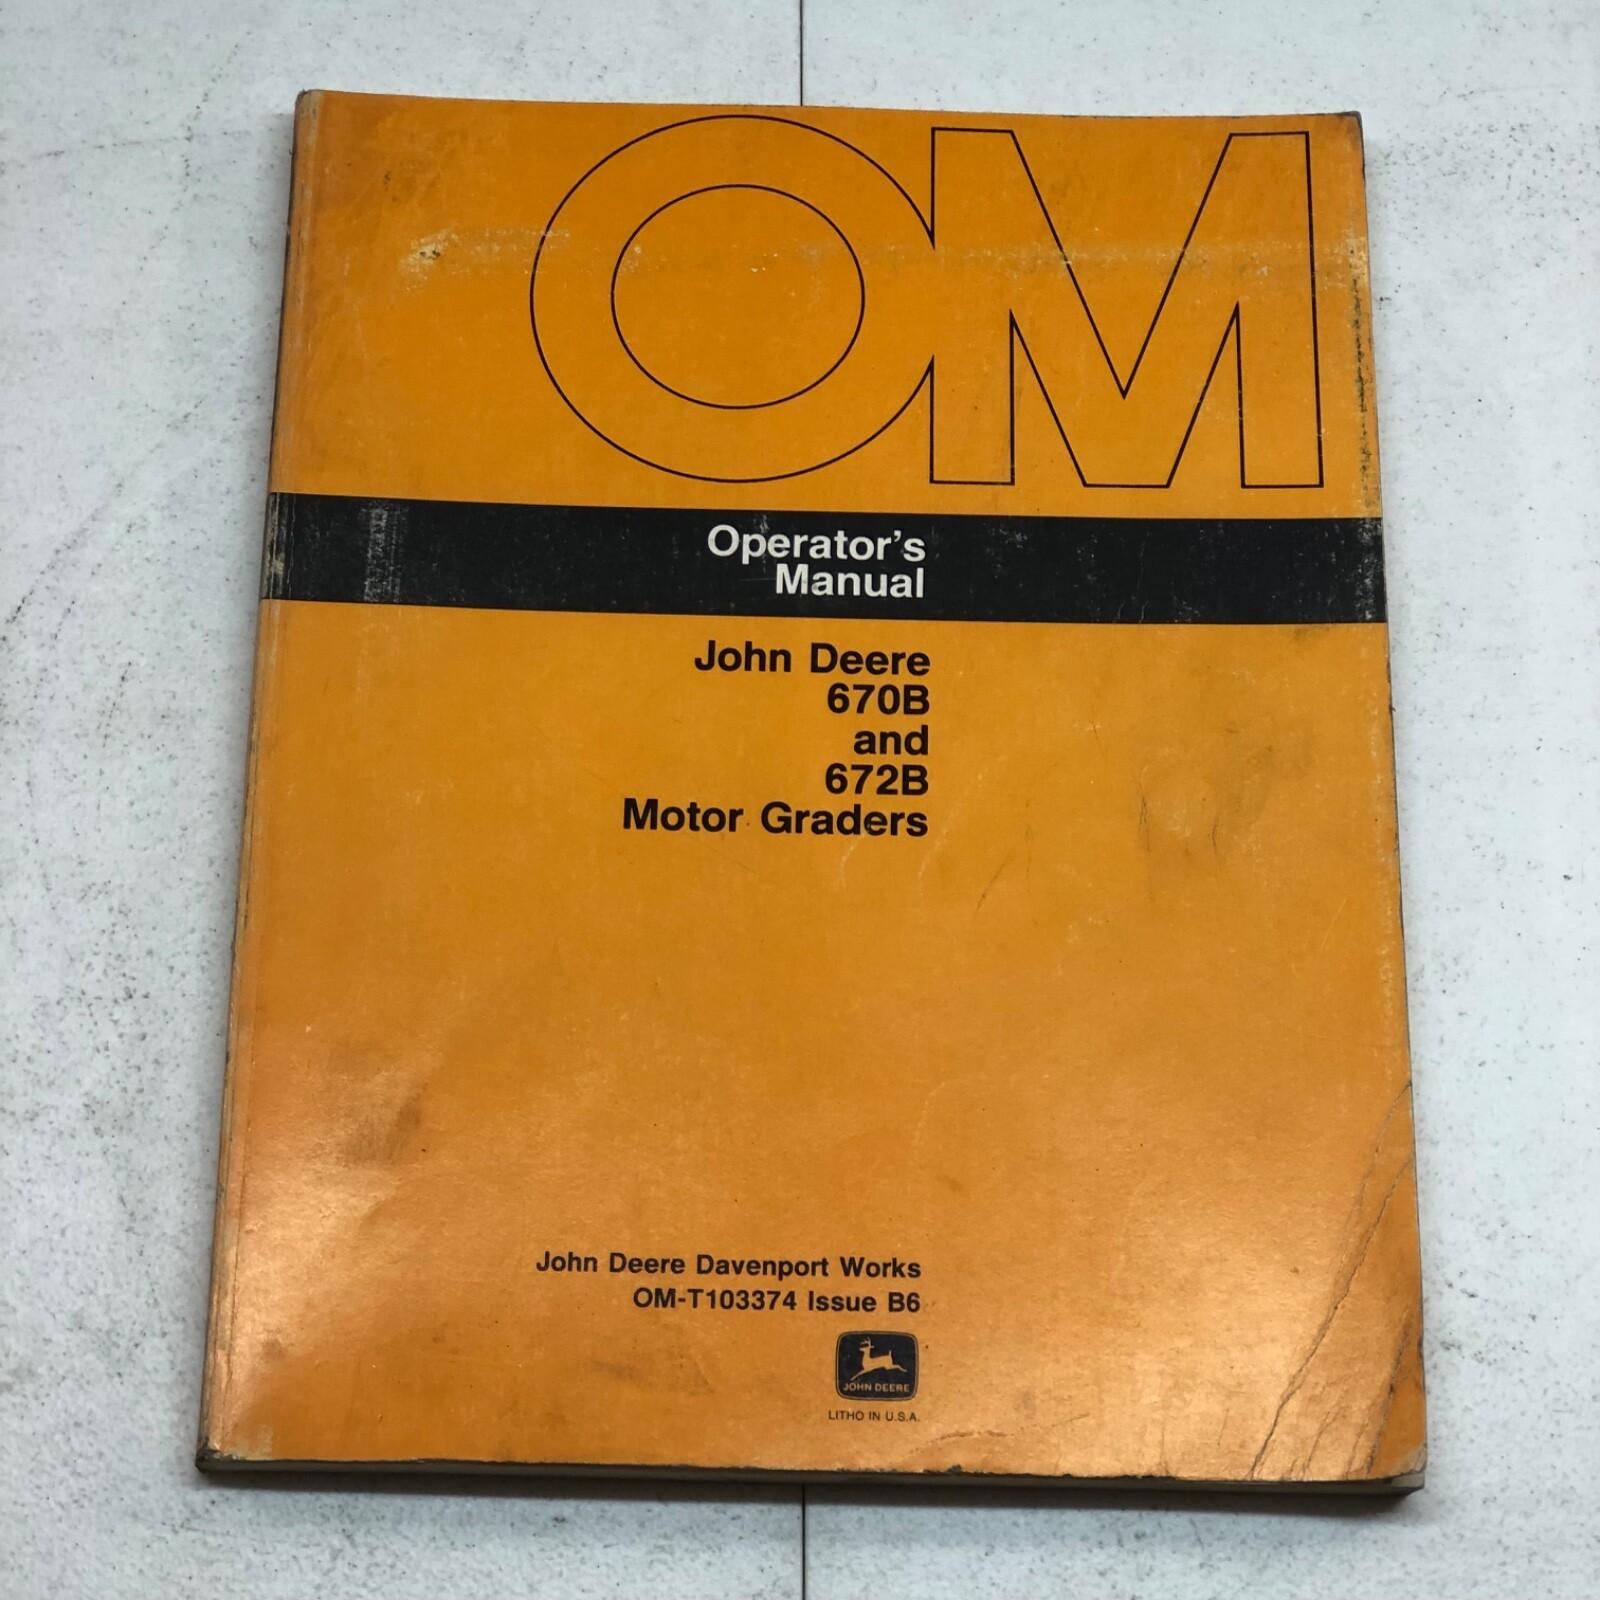 OM
Operator's
Manual
John Deere
670B
and
672B
Motor Graders
John Deere Davenport Works
OM-T103374 Issue B6
JOHN DEERE
LITHO IN U.S.A.